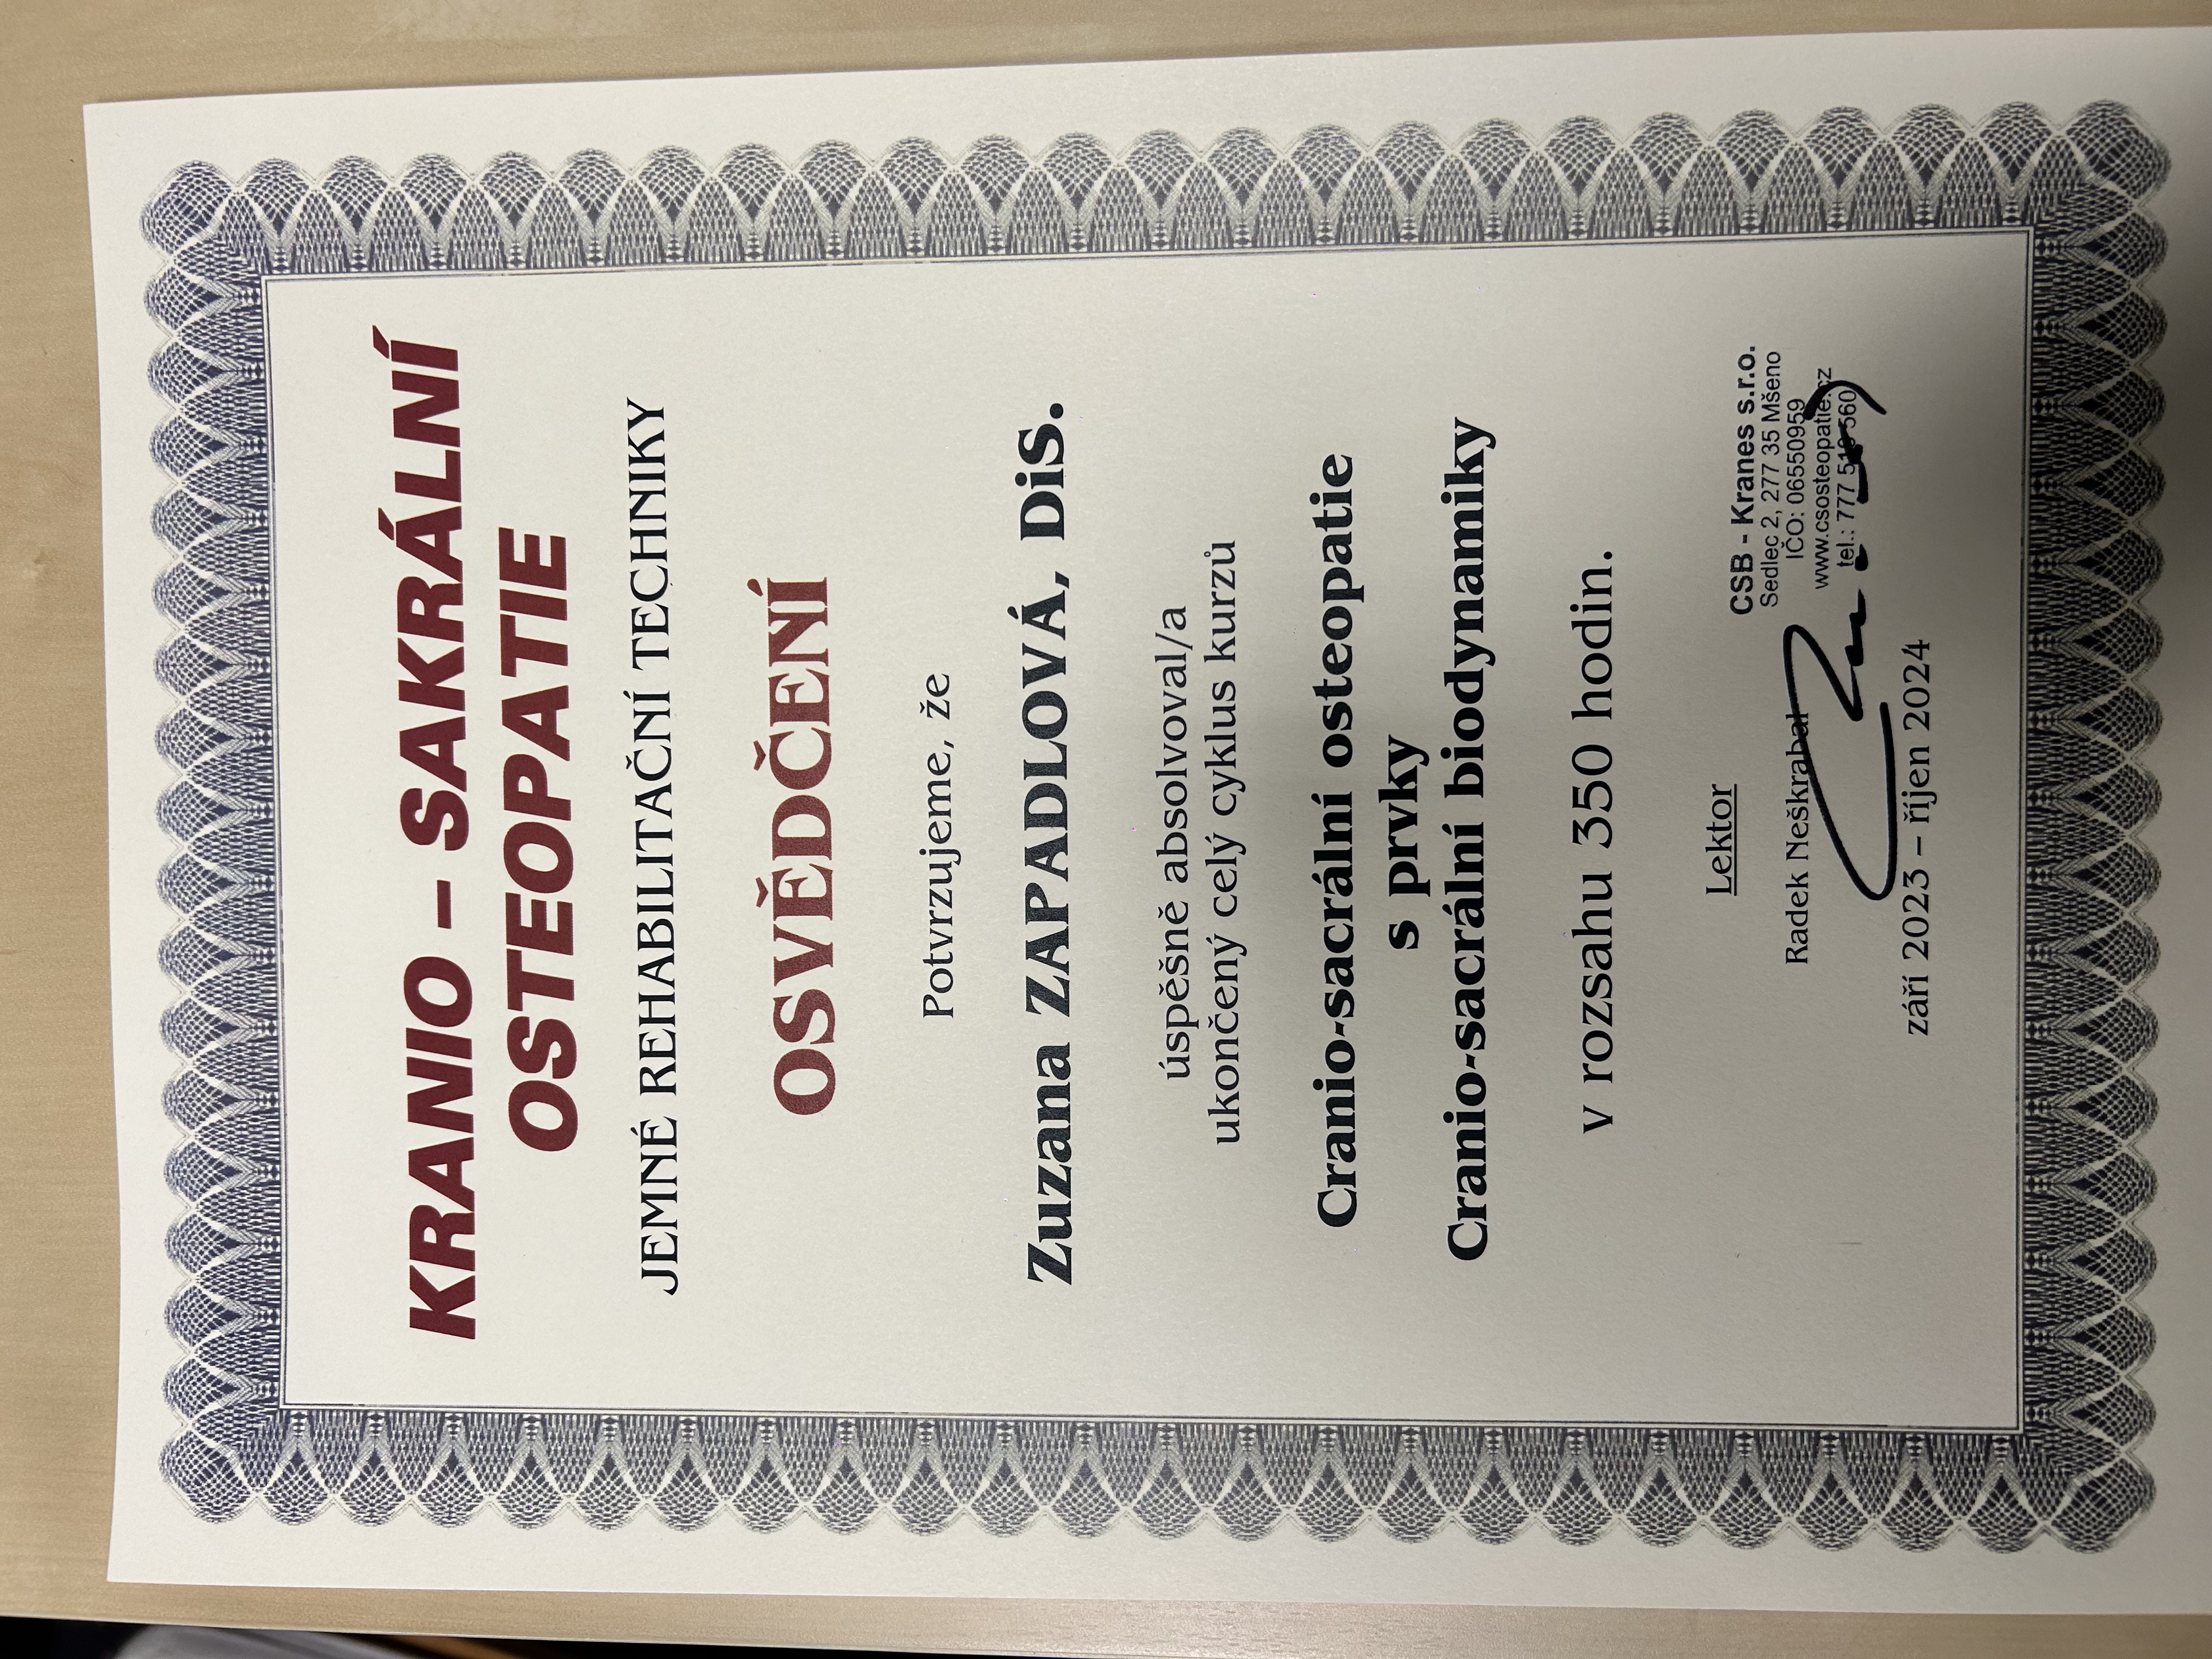 KRANIO – SAKRÁLNÍ
OSTEOPATIE
JEMNÉ REHABILITAČNÍ TECHNIKY
OSVĚDČENÍ
Potvrzujeme, že
Zuzana ZAPADLOVÁ, DiS.
úspěšně absolvoval/a
ukončený celý cyklus kurzů
Cranio-sacrální osteopatie
s prvky
Cranio-sacrální biodynamiky
v rozsahu 350 hodin.
Lektor
Radek Neškrabal
CSB - Kranes s.r.o.
Sedlec 2, 277 35 Mšeno
IČO: 06550959
www.csosteopatie.cz
tel.: 777 560
září 2023 – říjen 2024